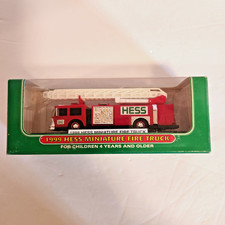 HESS
1999 HESS MINIATURE FIRE TRUCK
1999 HESS MINIATURE FIRE TRUCK
FOR CHILDREN 4 YEARS AND OLDER